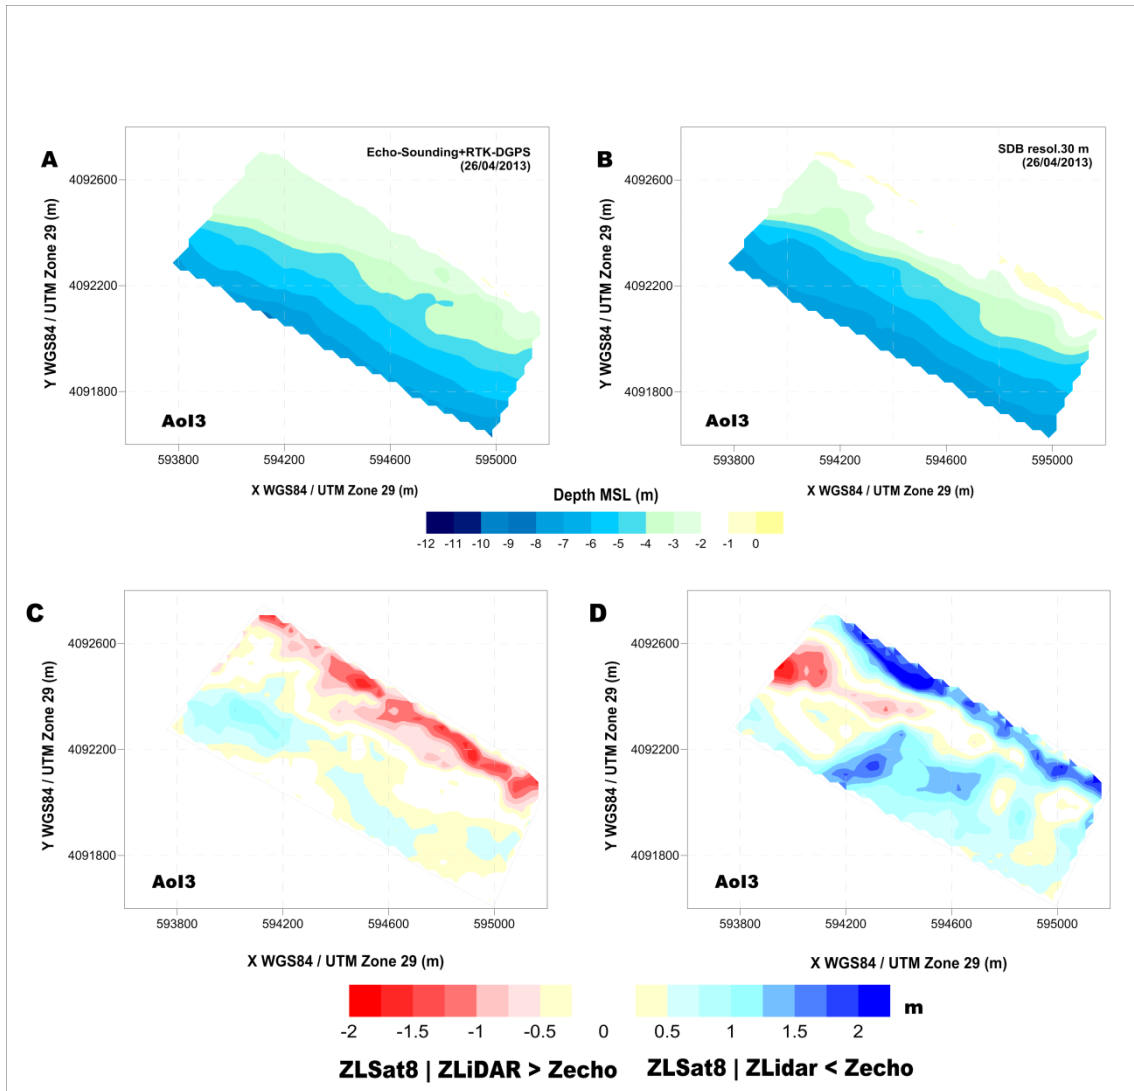 A
Echo-Sounding+RTK-DGPS
(26/04/2013)
4092600
4092200
4091800
Y WGS84 / UTM Zone 29 (m)
AoI3
593800 594200 594600 595000
X WGS84 / UTM Zone 29 (m)
B
SDB resol.30 m
(26/04/2013)
4092600
4092200
4091800
Y WGS84 / UTM Zone 29 (m)
AoI3
593800 594200 594600 595000
X WGS84 / UTM Zone 29 (m)
Depth MSL (m)
-12 -11 -10 -9 -8 -7 -6 -5 -4 -3 -2 -1 0
C
4092600
4092200
4091800
Y WGS84 / UTM Zone 29 (m)
AoI3
593800 594200 594600 595000
X WGS84 / UTM Zone 29 (m)
D
4092600
4092200
4091800
Y WGS84 / UTM Zone 29 (m)
AoI3
593800 594200 594600 595000
X WGS84 / UTM Zone 29 (m)
m
-2 -1.5 -1 -0.5 0 0.5 1 1.5 2
ZLSat8 | ZLiDAR > Zecho ZLSat8 | ZLidar < Zecho